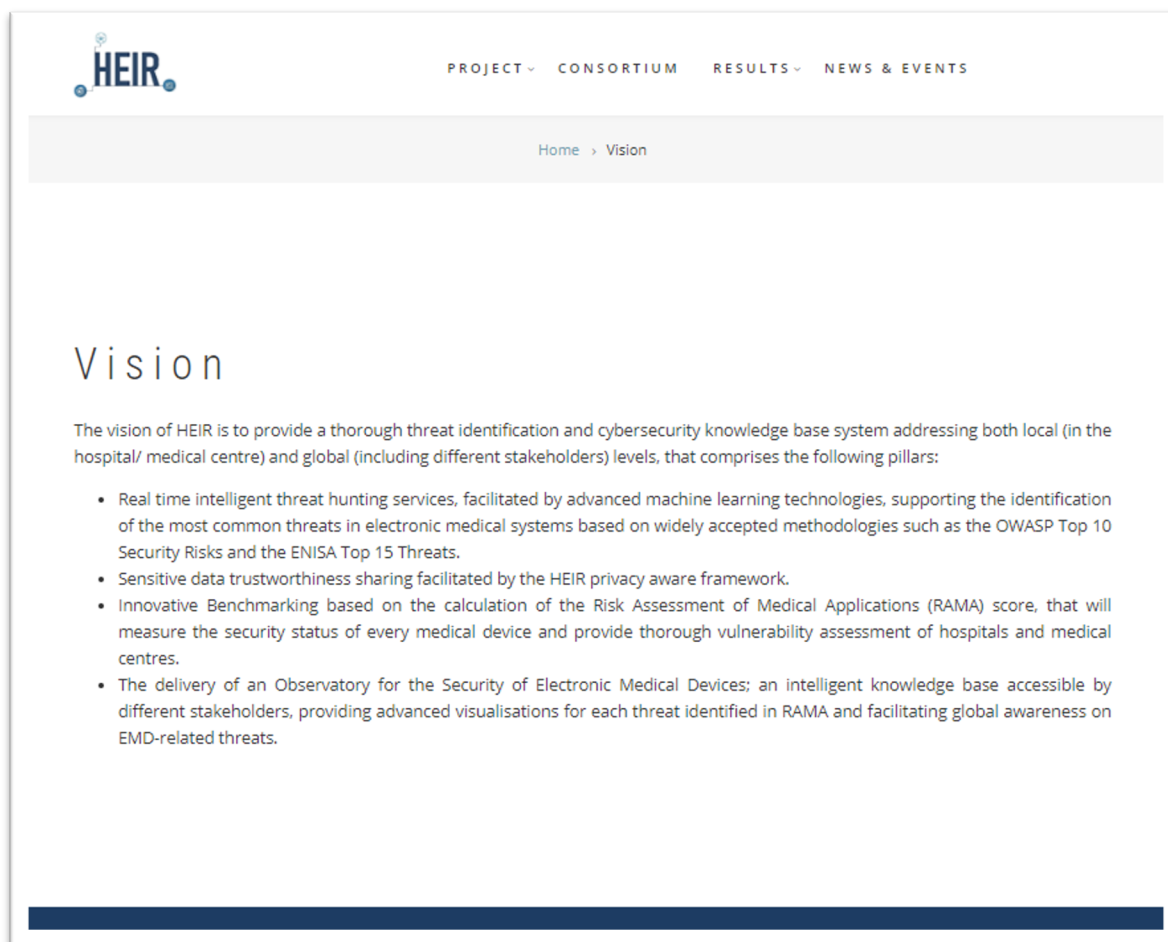 HEIR
PROJECT CONSORTIUM RESULTS NEWS & EVENTS
Home › Vision
Vision
The vision of HEIR is to provide a thorough threat identification and cybersecurity knowledge base system addressing both local (in the
hospital/ medical centre) and global (including different stakeholders) levels, that comprises the following pillars:
• Real time intelligent threat hunting services, facilitated by advanced machine learning technologies, supporting the identification
of the most common threats in electronic medical systems based on widely accepted methodologies such as the OWASP Top 10
Security Risks and the ENISA Top 15 Threats.
• Sensitive data trustworthiness sharing facilitated by the HEIR privacy aware framework.
• Innovative Benchmarking based on the calculation of the Risk Assessment of Medical Applications (RAMA) score, that will
measure the security status of every medical device and provide thorough vulnerability assessment of hospitals and medical
centres.
• The delivery of an Observatory for the Security of Electronic Medical Devices; an intelligent knowledge base accessible by
different stakeholders, providing advanced visualisations for each threat identified in RAMA and facilitating global awareness on
EMD-related threats.